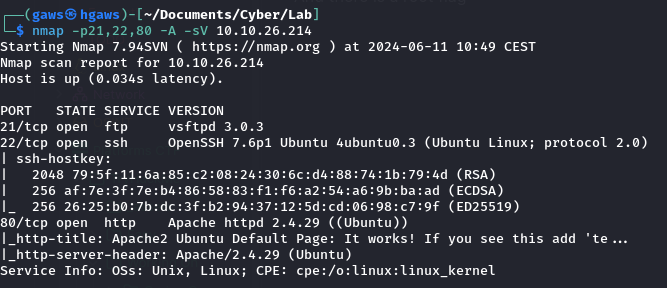 ┌──(gaws㉿hgaws)-[~/Documents/Cyber/Lab]
└─$ nmap -p21,22,80 -A -sV 10.10.26.214
Starting Nmap 7.94SVN ( https://nmap.org ) at 2024-06-11 10:49 CEST
Nmap scan report for 10.10.26.214
Host is up (0.034s latency).

PORT   STATE SERVICE VERSION
21/tcp open  ftp     vsftpd 3.0.3
22/tcp open  ssh     OpenSSH 7.6p1 Ubuntu 4ubuntu0.3 (Ubuntu Linux; protocol 2.0)
| ssh-hostkey:
|   2048 79:5f:11:6a:85:c2:08:24:30:6c:d4:88:74:1b:79:4d (RSA)
|   256 af:7e:3f:7e:b4:86:58:83:f1:f6:a2:54:a6:9b:ba:ad (ECDSA)
|_  256 26:25:b0:7b:dc:3f:b2:94:37:12:5d:cd:06:98:c7:9f (ED25519)
80/tcp open  http    Apache httpd 2.4.29 ((Ubuntu))
|_http-title: Apache2 Ubuntu Default Page: It works! If you see this add 'te...
|_http-server-header: Apache/2.4.29 (Ubuntu)
Service Info: OSs: Unix, Linux; CPE: cpe:/o:linux:linux_kernel